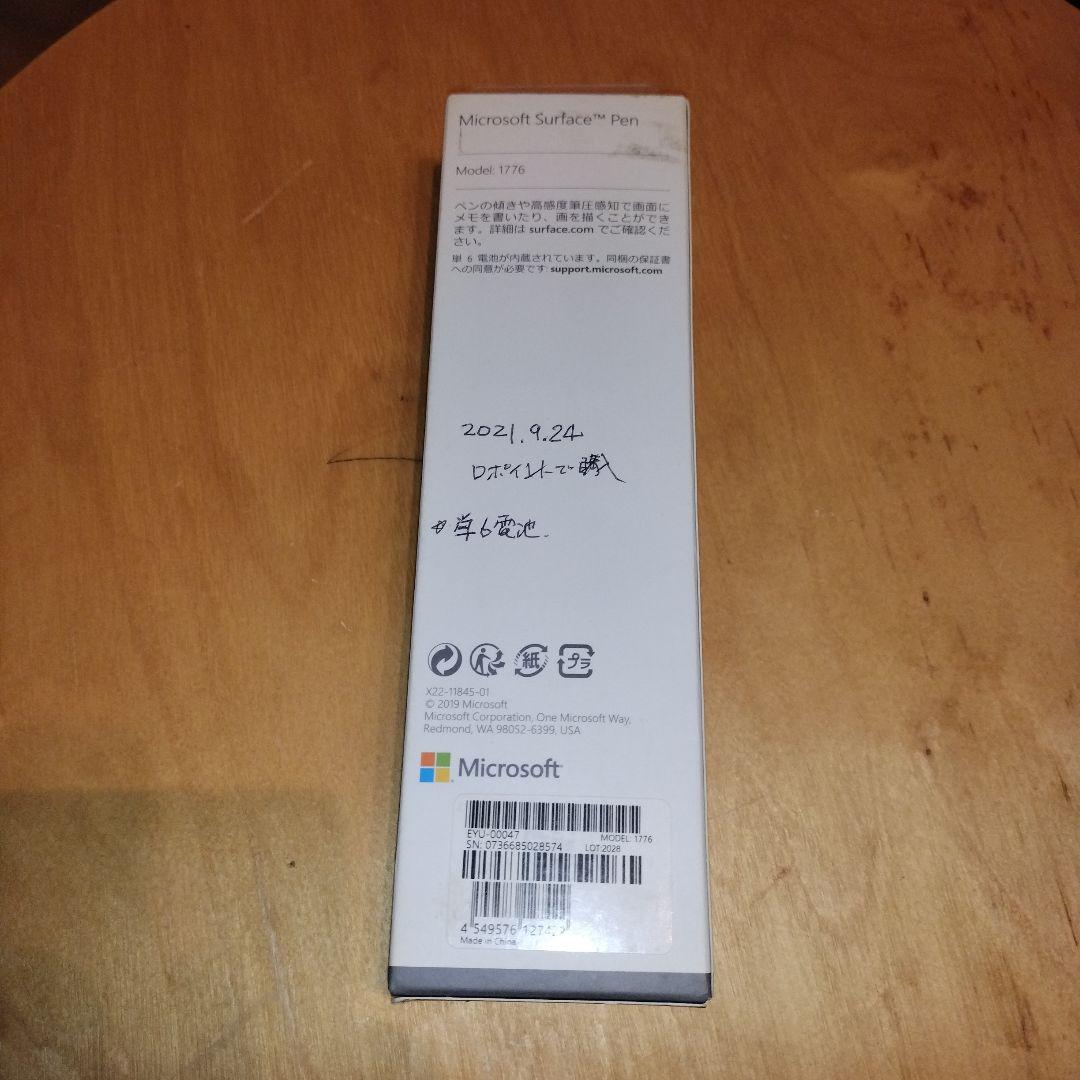 Microsoft Surface™ Pen
Model: 1776
ペンの傾きや高感度筆圧感知で画面に
メモを書いたり、画を描くことができ
ます。詳細は surface.com でご確認くだ
さい。
単 6 電池が内蔵されています。同梱の保証書
への同意が必要です: support.microsoft.com
2021.9.24
dポイントで購入
単6電池.
紙
プラ
X22-11845-01
© 2019 Microsoft
Microsoft Corporation, One Microsoft Way,
Redmond, WA 98052-6399, USA
Microsoft
EYU-00047
MODEL: 1776
SN: 0736685028574
LOT:2028
4 549576
Made in China